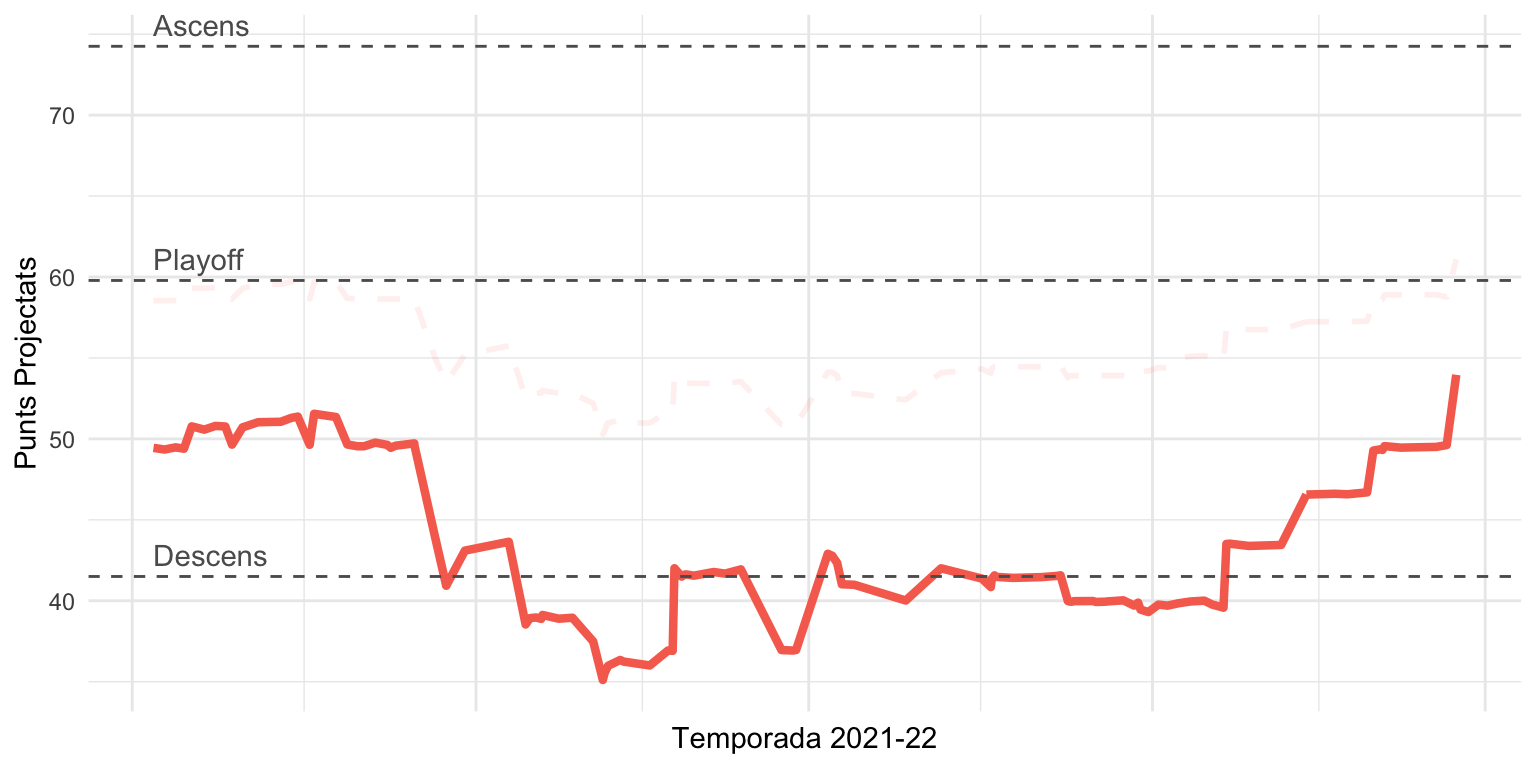 Ascens
70
Playoff
60
Punts Projectats
50
Descens
40
Temporada 2021-22